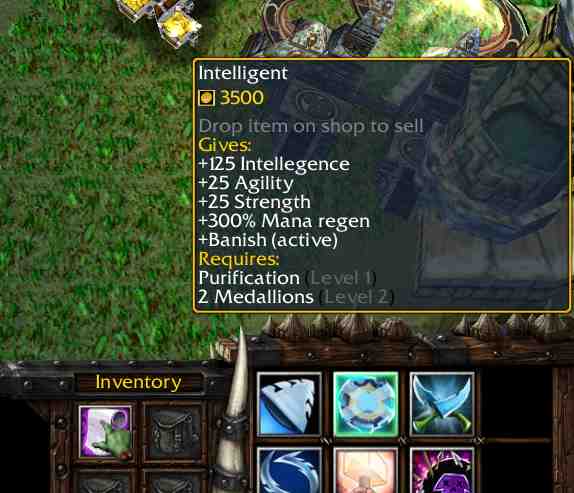 Intelligent
3500
Drop item on shop to sell
Gives:
+125 Intellegence
+25 Agility
+25 Strength
+300% Mana regen
+Banish (active)
Requires:
Purification (Level 1)
2 Medallions (Level 2)
Inventory